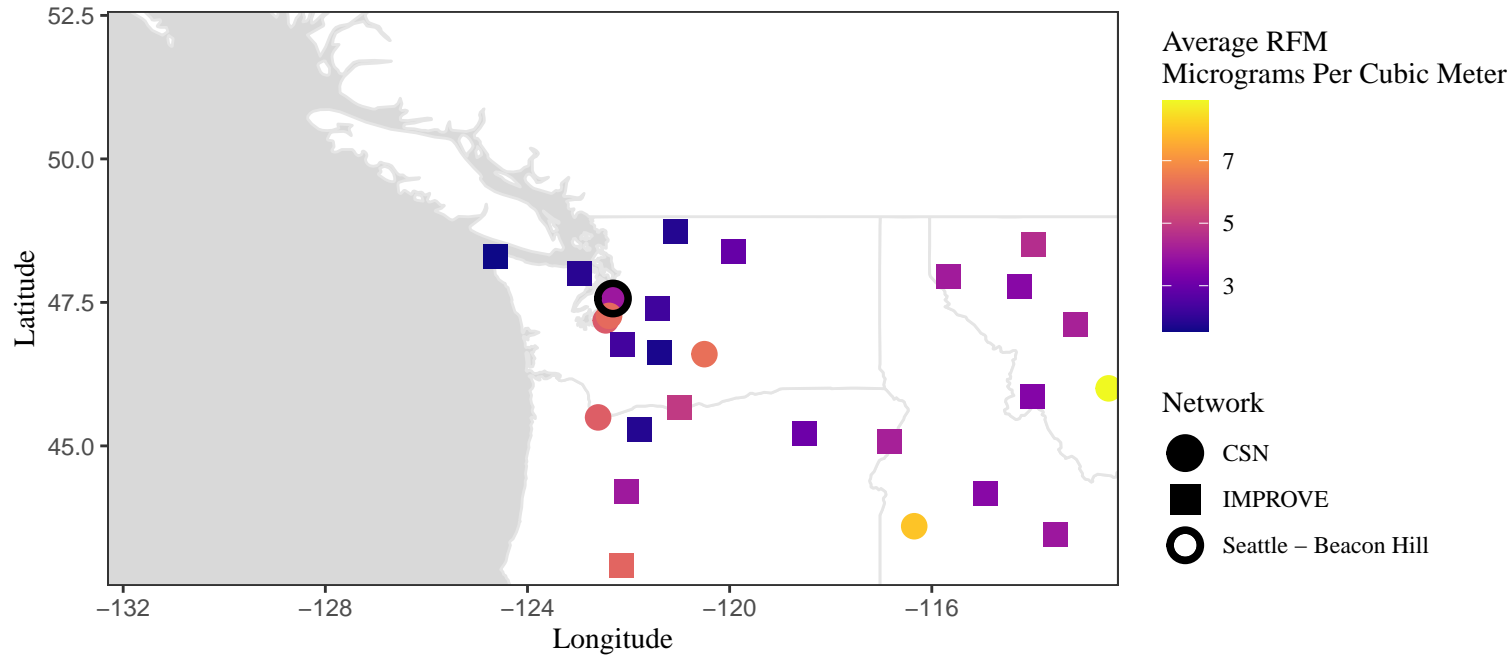 52.5
50.0
47.5
45.0
Latitude
−132
−128
−124
−120
−116
Longitude
Average RFM
Micrograms Per Cubic Meter
7
5
3
Network
CSN
IMPROVE
Seattle − Beacon Hill